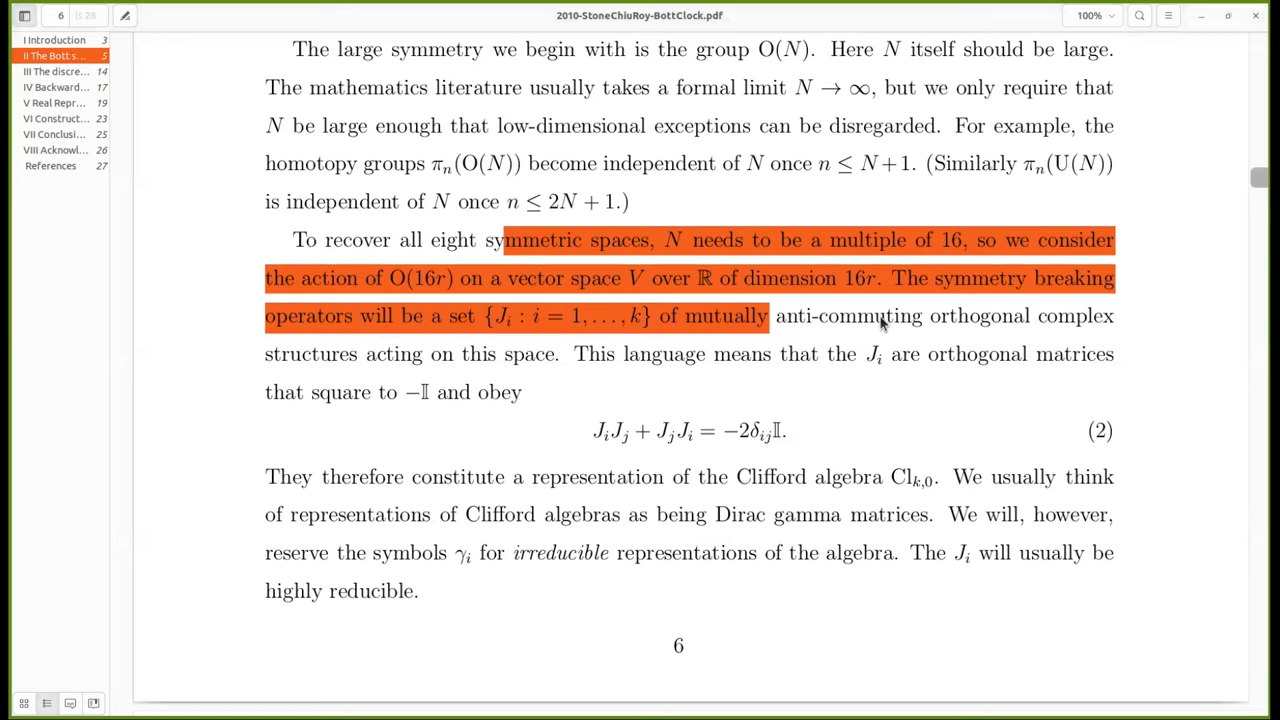 6 из 28
2010-StoneChiuRoy-BottClock.pdf
100%
I Introduction 3
II The Bott s... 5
III The discre... 14
IV Backward... 17
V Real Repr... 19
VI Construct... 23
VII Conclusi... 25
VIII Acknowl... 26
References 27
The large symmetry we begin with is the group O(N). Here N itself should be large.
The mathematics literature usually takes a formal limit N → ∞, but we only require that
N be large enough that low-dimensional exceptions can be disregarded. For example, the
homotopy groups πₙ(O(N)) become independent of N once n ≤ N+1. (Similarly πₙ(U(N))
is independent of N once n ≤ 2N + 1.)
To recover all eight symmetric spaces, N needs to be a multiple of 16, so we consider
the action of O(16r) on a vector space V over ℝ of dimension 16r. The symmetry breaking
operators will be a set {Jᵢ : i = 1, . . . , k} of mutually anti-commuting orthogonal complex
structures acting on this space. This language means that the Jᵢ are orthogonal matrices
that square to −𝕀 and obey
JᵢJⱼ + JⱼJᵢ = −2δᵢⱼ𝕀. (2)
They therefore constitute a representation of the Clifford algebra Clₖ,₀. We usually think
of representations of Clifford algebras as being Dirac gamma matrices. We will, however,
reserve the symbols γᵢ for irreducible representations of the algebra. The Jᵢ will usually be
highly reducible.
6